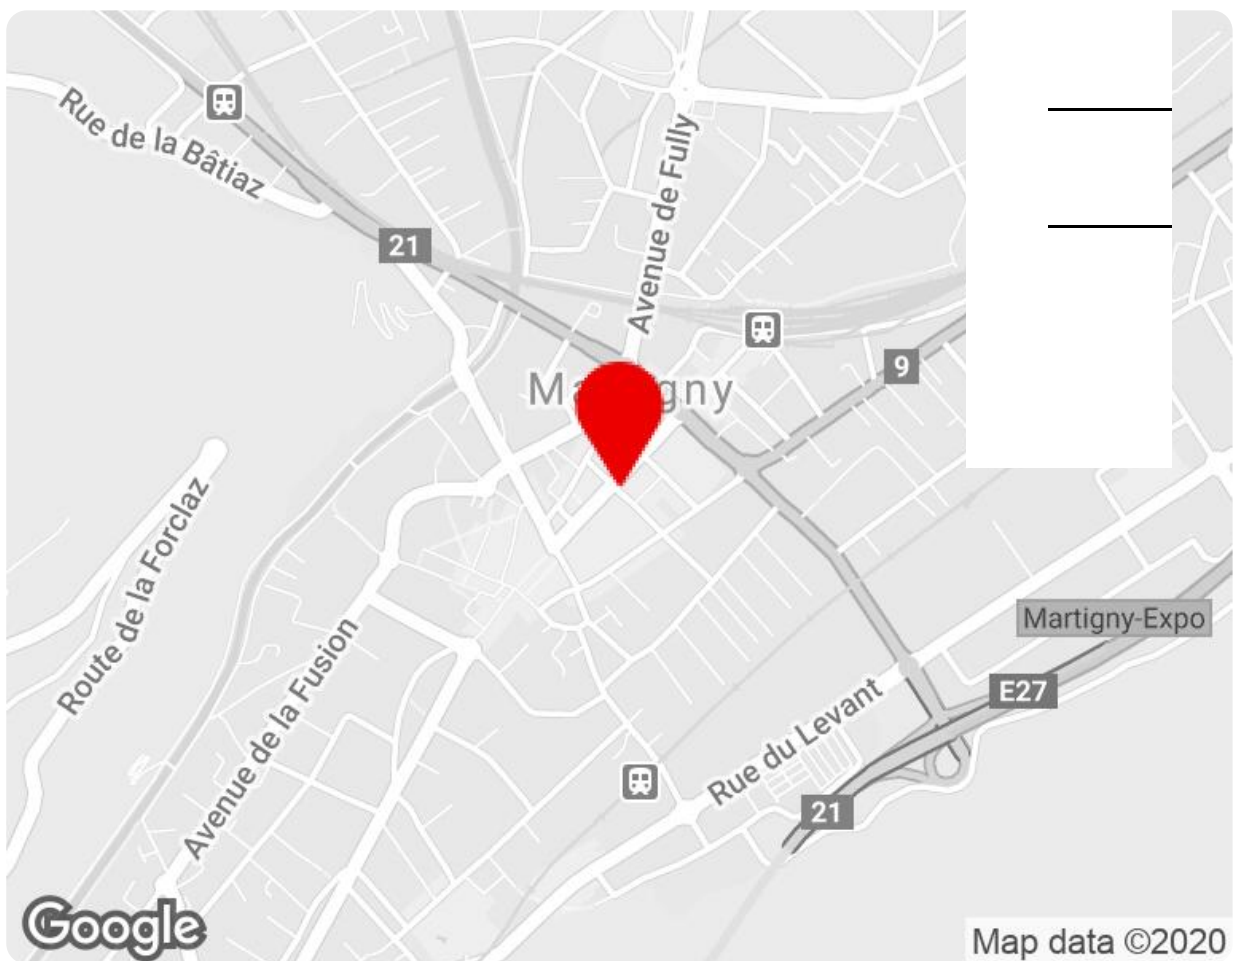 Rue de la Bâtiaz
Avenue de Fully
21
9
Martigny
Route de la Forclaz
Avenue de la Fusion
Martigny-Expo
E27
Rue du Levant
21
Google
Map data ©2020